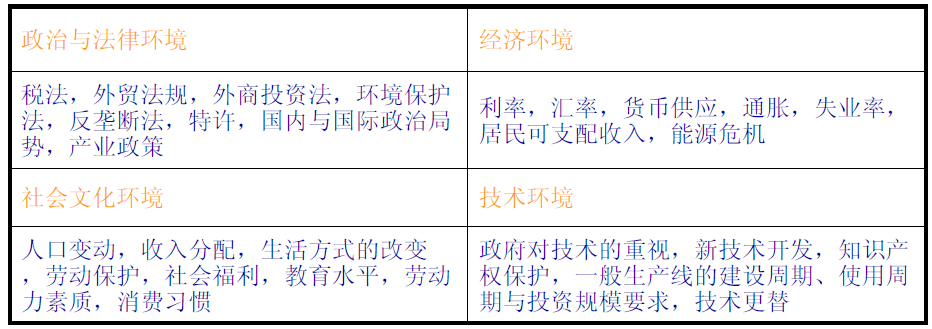 政治与法律环境
经济环境
税法，外贸法规，外商投资法，环境保护
法，反垄断法，特许，国内与国际政治局
势，产业政策
利率，汇率，货币供应，通胀，失业率，
居民可支配收入，能源危机
社会文化环境
技术环境
人口变动，收入分配，生活方式的改变
，劳动保护，社会福利，教育水平，劳动
力素质，消费习惯
政府对技术的重视，新技术开发，知识产
权保护，一般生产线的建设周期、使用周
期与投资规模要求，技术更替